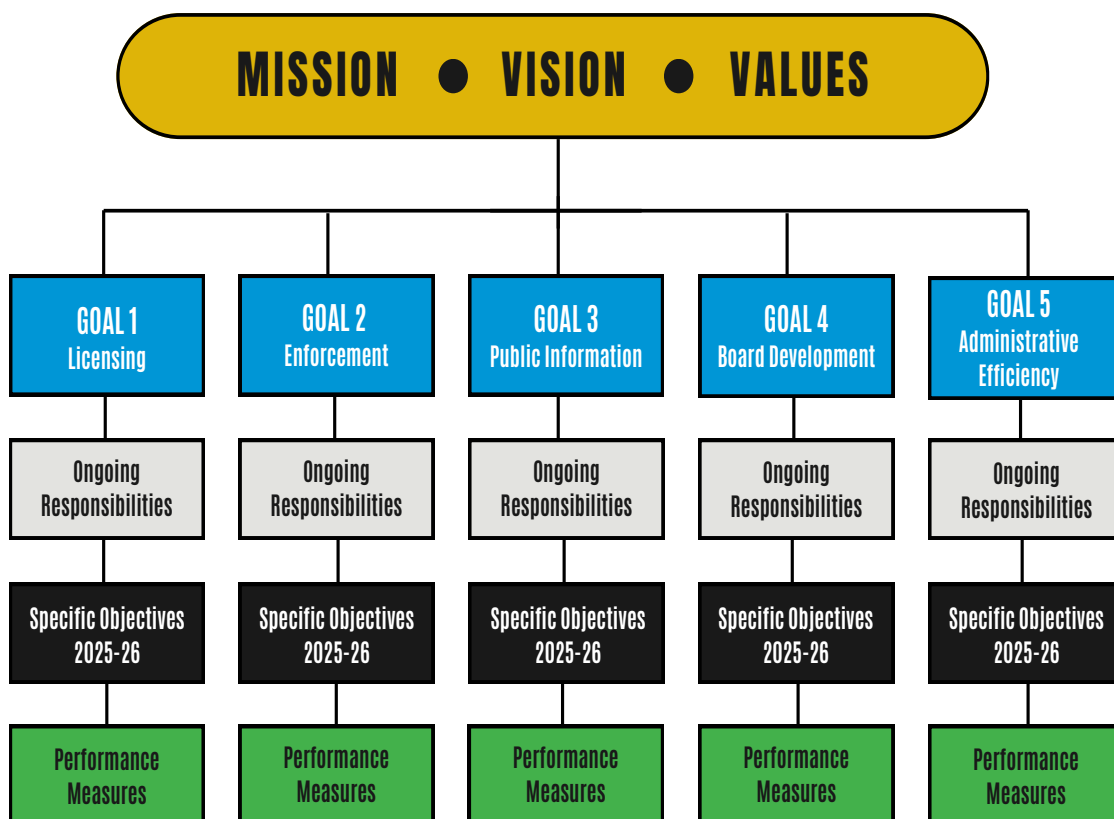 MISSION ● VISION ● VALUES
GOAL 1
Licensing
GOAL 2
Enforcement
GOAL 3
Public Information
GOAL 4
Board Development
GOAL 5
Administrative
Efficiency
Ongoing
Responsibilities
Ongoing
Responsibilities
Ongoing
Responsibilities
Ongoing
Responsibilities
Ongoing
Responsibilities
Specific Objectives
2025-26
Specific Objectives
2025-26
Specific Objectives
2025-26
Specific Objectives
2025-26
Specific Objectives
2025-26
Performance
Measures
Performance
Measures
Performance
Measures
Performance
Measures
Performance
Measures